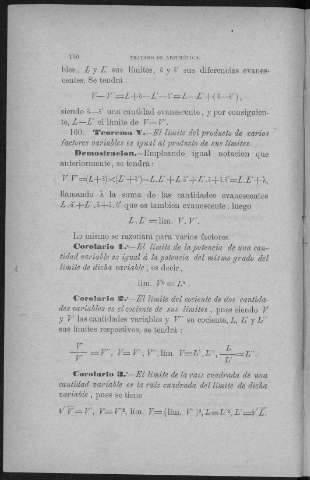 130 TRATADO DE ARITMÉTICA.
bles, L y L' sus límites, δ y δ' sus diferencias evanes-
centes. Se tendrá
V—V'=L+δ—L'—δ'=L—L'+(δ—δ'),
siendo δ—δ' una cantidad evanescente, y por consiguien-
te, L—L' el límite de V—V'.
160. Teorema V.—El límite del producto de varios
factores variables es igual al producto de sus límites.
Demostracion.—Empleando igual notacion que
anteriormente, se tendrá:
V.V'=(L+δ)×(L'+δ')=L.L'+L.δ'+L'.δ+δ.δ'=L.L'+λ,
llamando λ la suma de las cantidades evanescentes
L.δ'+L'.δ+δ.δ' que es tambien evanescente; luego
L.L'=lím. V.V'.
Lo mismo se razonará para varios factores.
Corolario 1.°—El límite de la potencia de una can-
tidad variable es igual á la potencia del mismo grado del
límite de dicha variable, es decir,
lím. Vⁿ = Lⁿ.
Corolario 2.°—El límite del cociente de dos cantida-
des variables es el cociente de sus límites, pues siendo V
y V' las cantidades variables y V'' su cociente, L, L' y L''
sus límites respectivos, se tendrá:
V/V' =V'', V=V'.V'', lím. V=L'.L'', L/L' =L''.
Corolario 3.°—El límite de la raíz cuadrada de una
cantidad variable es la raíz cuadrada del límite de dicha
variable, pues se tiene
√V=V', V=V'², lím. V=(lím. V')², L=L'², L'=√L.